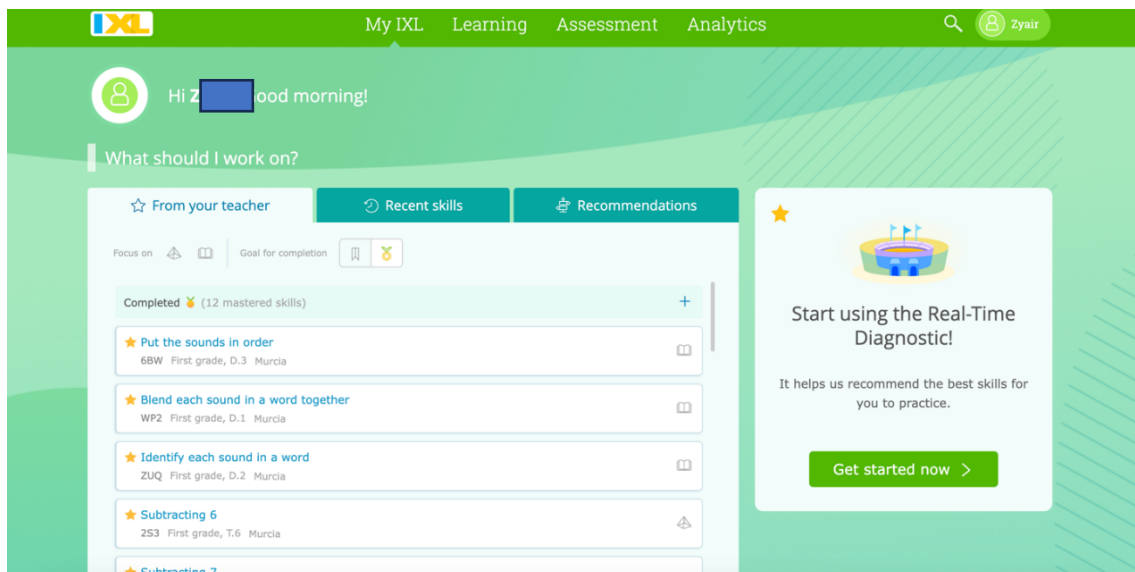 IXL My IXL Learning Assessment Analytics Zyair
Hi Z ood morning!
What should I work on?
From your teacher Recent skills Recommendations
Focus on Goal for completion
Completed (12 mastered skills) +
Put the sounds in order
6BW First grade, D.3 Murcia
Blend each sound in a word together
WP2 First grade, D.1 Murcia
Identify each sound in a word
ZUQ First grade, D.2 Murcia
Subtracting 6
2S3 First grade, T.6 Murcia
Subtracting 7
Start using the Real-Time
Diagnostic!
It helps us recommend the best skills for
you to practice.
Get started now >